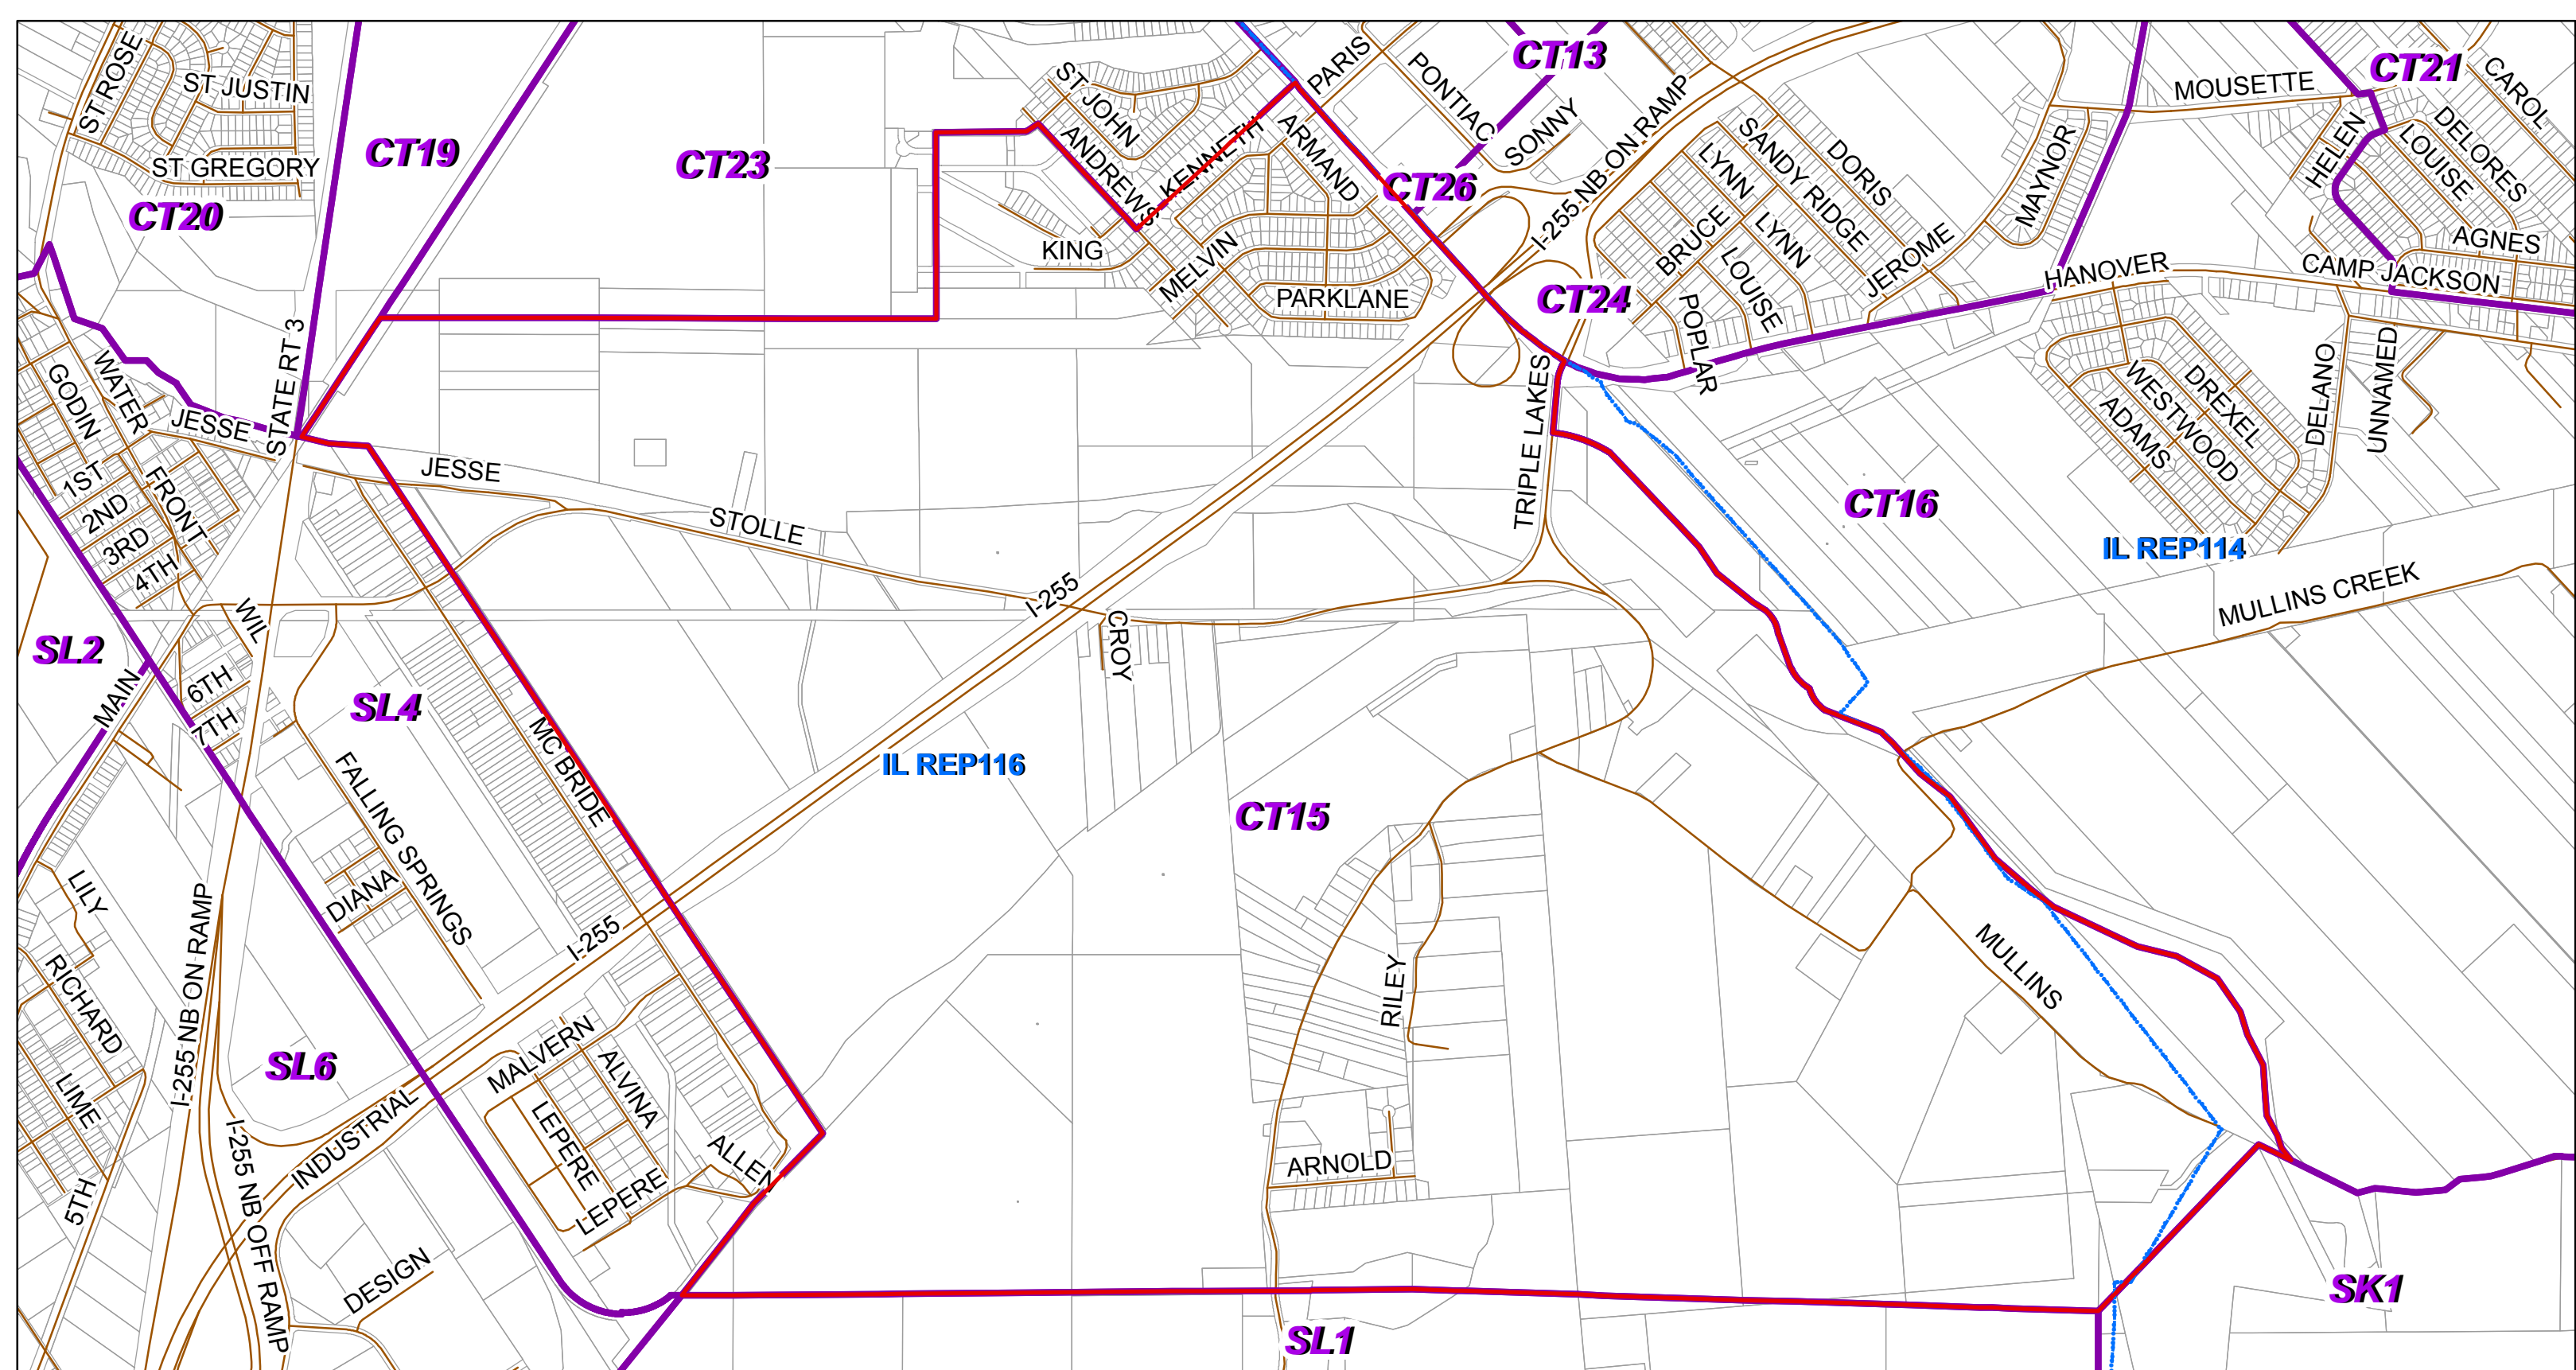 CT13
CT21
PARIS
PONTIAC
CAROL
ST ROSE
ST JUSTIN
ST JOHN
MOUSETTE
SONNY
I-255 NB ON RAMP
ST GREGORY
CT19
CT23
ANDREWS
KENNETH
ARMAND
CT26
LYNN
SANDY RIDGE
DORIS
MAYNOR
HELEN
LOUISE
DELORES
CT20
KING
MELVIN
BRUCE
LYNN
LOUISE
JEROME
HANOVER
AGNES
CAMP JACKSON
PARKLANE
CT24
POPLAR
STATE RT 3
WATER
GODIN
JESSE
TRIPLE LAKES
DELANO
UNNAMED
DREXEL
WESTWOOD
ADAMS
JESSE
1ST
2ND
3RD
4TH
FRONT
STOLLE
CT16
IL REP114
MULLINS CREEK
I-255
WIL
CROY
SL2
MAIN
6TH
7TH
SL4
MC BRIDE
IL REP116
CT15
FALLING SPRINGS
LILY
DIANA
I-255
I-255 NB ON RAMP
RICHARD
RILEY
MULLINS
SL6
MALVERN
ALVINA
LIME
INDUSTRIAL
LEPERE
ALLEN
ARNOLD
5TH
LEPERE
I-255 NB OFF RAMP
DESIGN
SK1
SL1